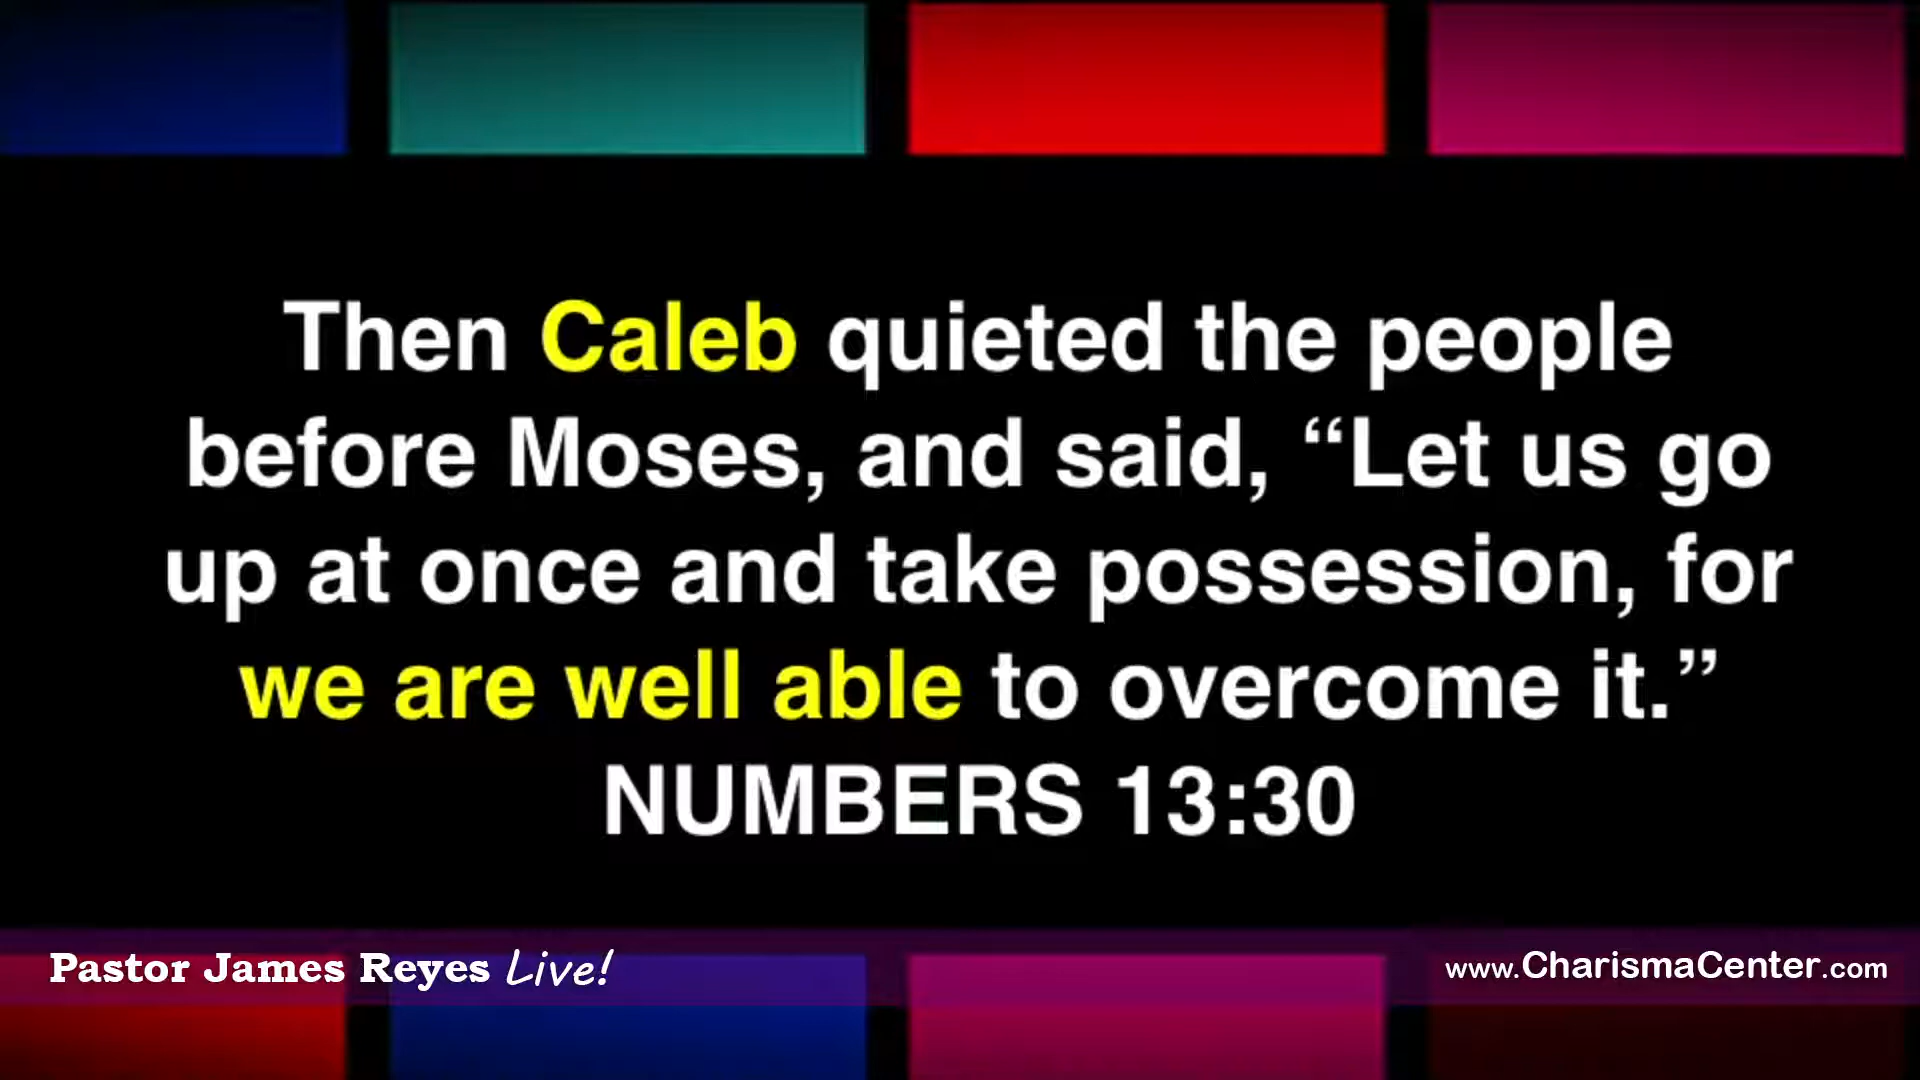 Then Caleb quieted the people
before Moses, and said, “Let us go
up at once and take possession, for
we are well able to overcome it.”
NUMBERS 13:30
Pastor James Reyes Live!
www.CharismaCenter.com